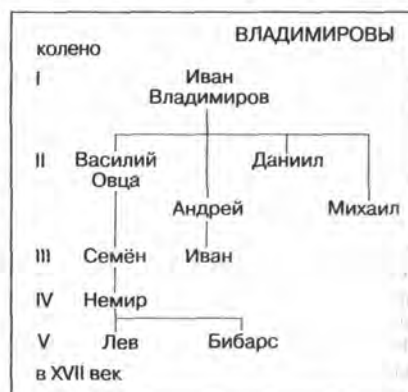 ВЛАДИМИРОВЫ
колено
I Иван
Владимиров
II Василий Даниил
Овца
Андрей Михаил
III Семён Иван
IV Немир
V Лев Бибарс
в XVII век